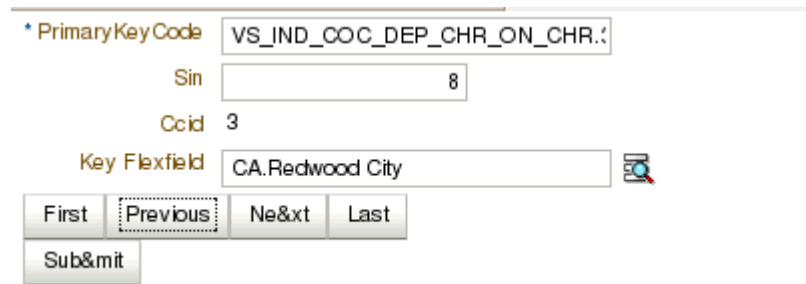 * PrimaryKeyCode VS_IND_COC_DEP_CHR_ON_CHR.
Sin 8
Ccid 3
Key Flexfield CA.Redwood City
First Previous Ne&xt Last
Sub&mit